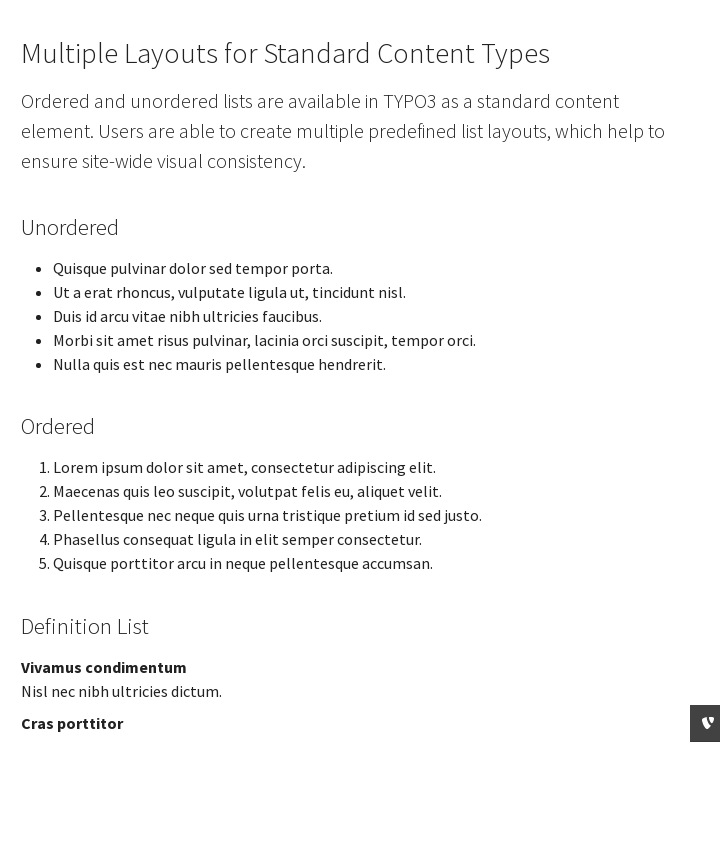 Multiple Layouts for Standard Content Types
Ordered and unordered lists are available in TYPO3 as a standard content
element. Users are able to create multiple predefined list layouts, which help to
ensure site-wide visual consistency.
Unordered
• Quisque pulvinar dolor sed tempor porta.
• Ut a erat rhoncus, vulputate ligula ut, tincidunt nisl.
• Duis id arcu vitae nibh ultricies faucibus.
• Morbi sit amet risus pulvinar, lacinia orci suscipit, tempor orci.
• Nulla quis est nec mauris pellentesque hendrerit.
Ordered
1. Lorem ipsum dolor sit amet, consectetur adipiscing elit.
2. Maecenas quis leo suscipit, volutpat felis eu, aliquet velit.
3. Pellentesque nec neque quis urna tristique pretium id sed justo.
4. Phasellus consequat ligula in elit semper consectetur.
5. Quisque porttitor arcu in neque pellentesque accumsan.
Definition List
Vivamus condimentum
Nisl nec nibh ultricies dictum.
Cras porttitor